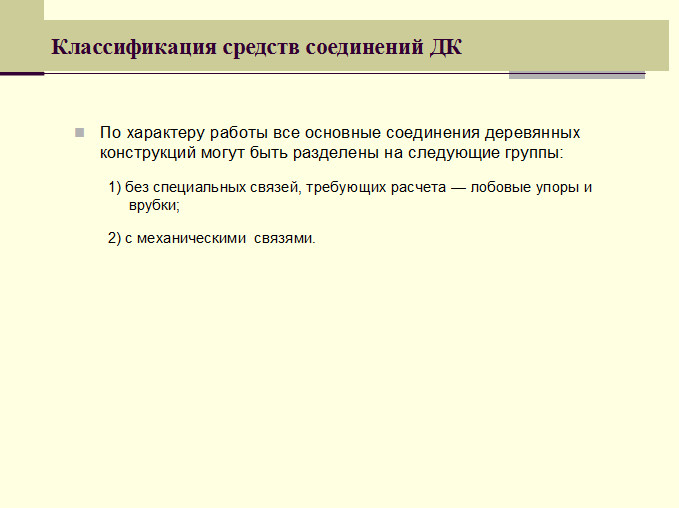 Классификация средств соединений ДК
По характеру работы все основные соединения деревянных
конструкций могут быть разделены на следующие группы:
1) без специальных связей, требующих расчета — лобовые упоры и
врубки;
2) с механическими связями.